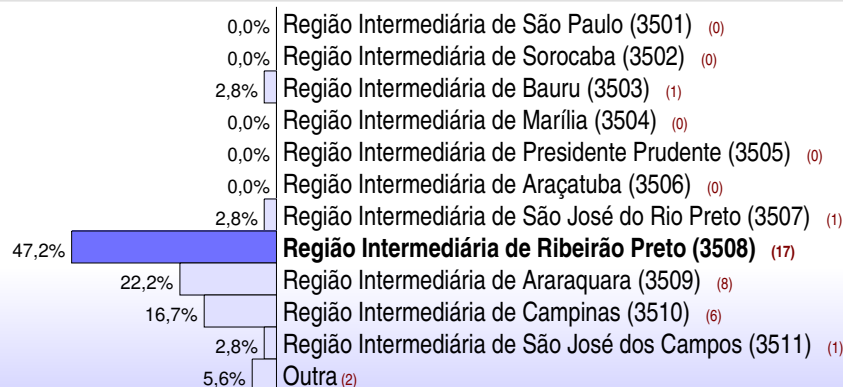 0,0% Região Intermediária de São Paulo (3501) (0)
0,0% Região Intermediária de Sorocaba (3502) (0)
2,8% Região Intermediária de Bauru (3503) (1)
0,0% Região Intermediária de Marília (3504) (0)
0,0% Região Intermediária de Presidente Prudente (3505) (0)
0,0% Região Intermediária de Araçatuba (3506) (0)
2,8% Região Intermediária de São José do Rio Preto (3507) (1)
47,2% Região Intermediária de Ribeirão Preto (3508) (17)
22,2% Região Intermediária de Araraquara (3509) (8)
16,7% Região Intermediária de Campinas (3510) (6)
2,8% Região Intermediária de São José dos Campos (3511) (1)
5,6% Outra (2)